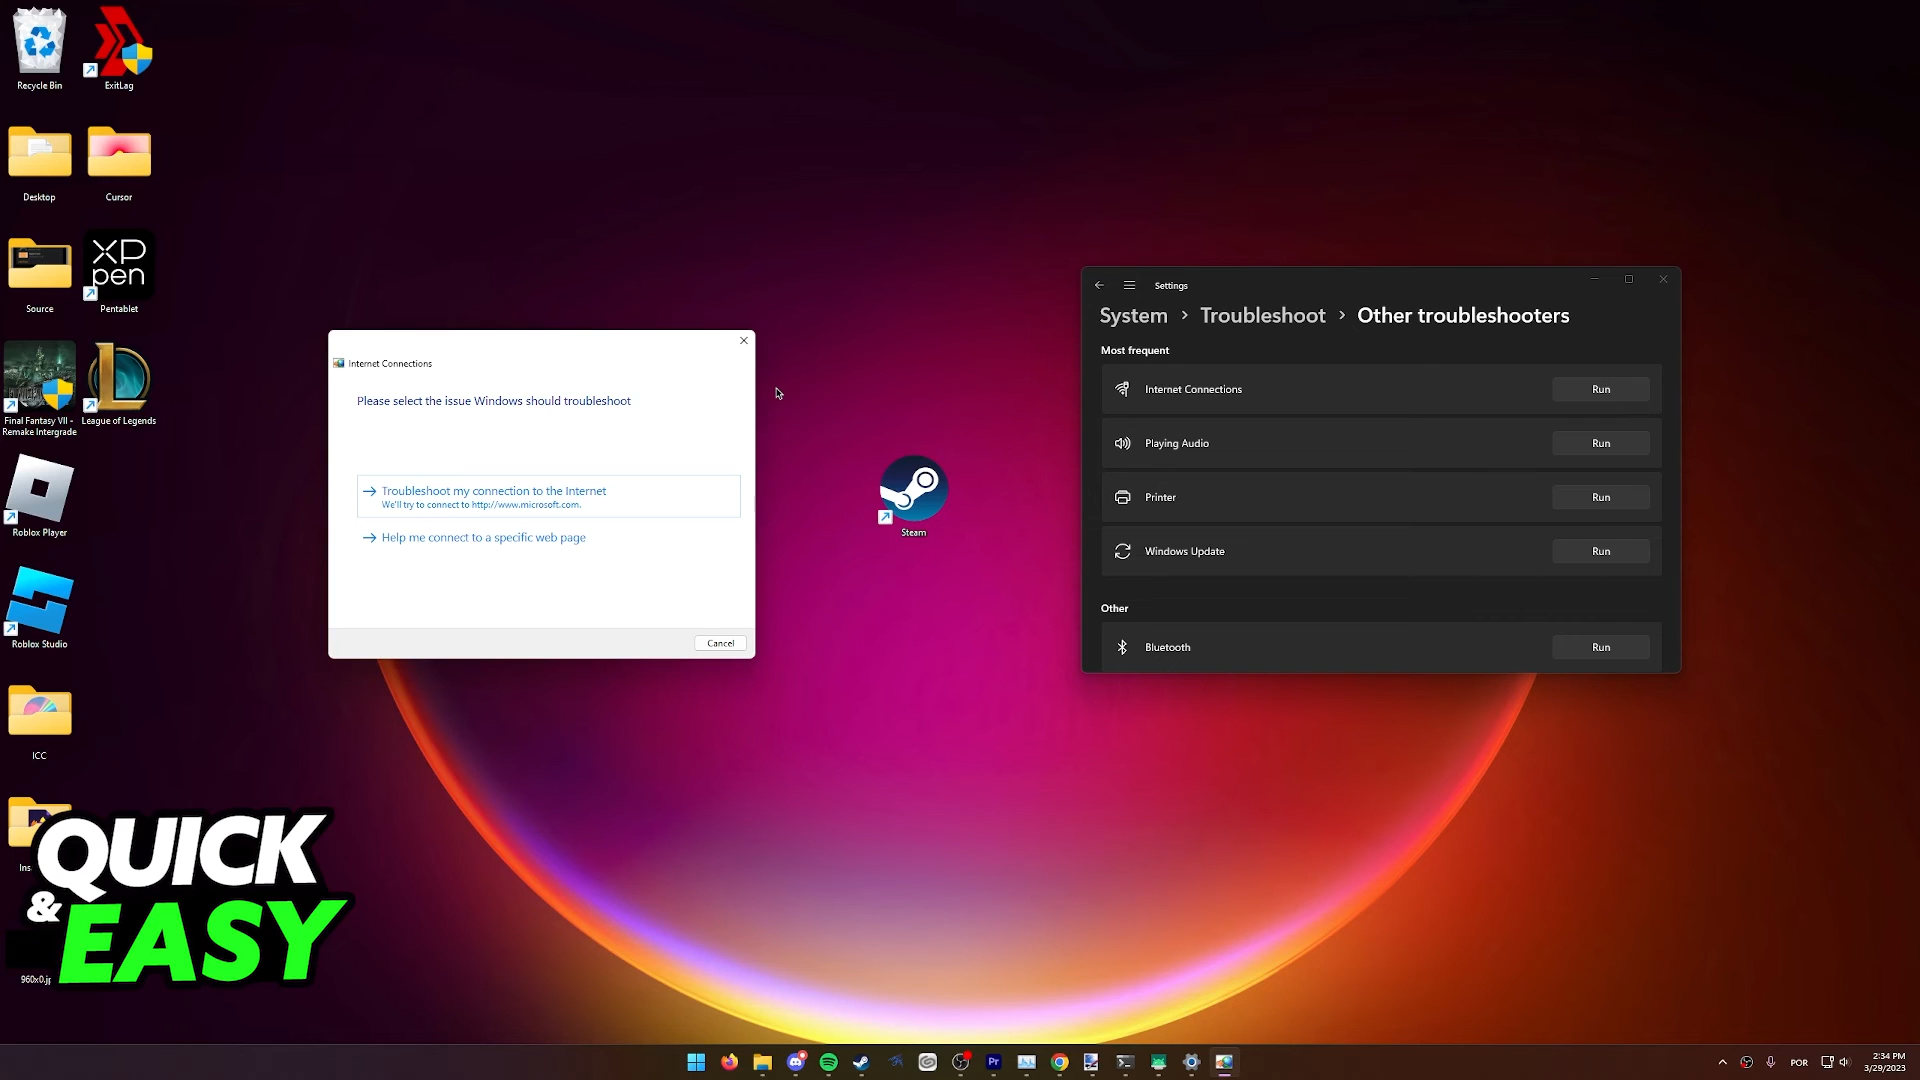 Recycle Bin
ExitLag
Desktop
Cursor
Source
XP
pen
Pentablet
Final Fantasy VII -
Remake Intergrade
League of Legends
Roblox Player
Roblox Studio
ICC
Ins
960x0.jp
QUICK
& EASY
Internet Connections
Please select the issue Windows should troubleshoot
Troubleshoot my connection to the Internet
We'll try to connect to http://www.microsoft.com.
Help me connect to a specific web page
Cancel
Steam
Settings
System > Troubleshoot > Other troubleshooters
Most frequent
Internet Connections Run
Playing Audio Run
Printer Run
Windows Update Run
Other
Bluetooth Run
Pr
POR
2:34 PM
3/29/2023